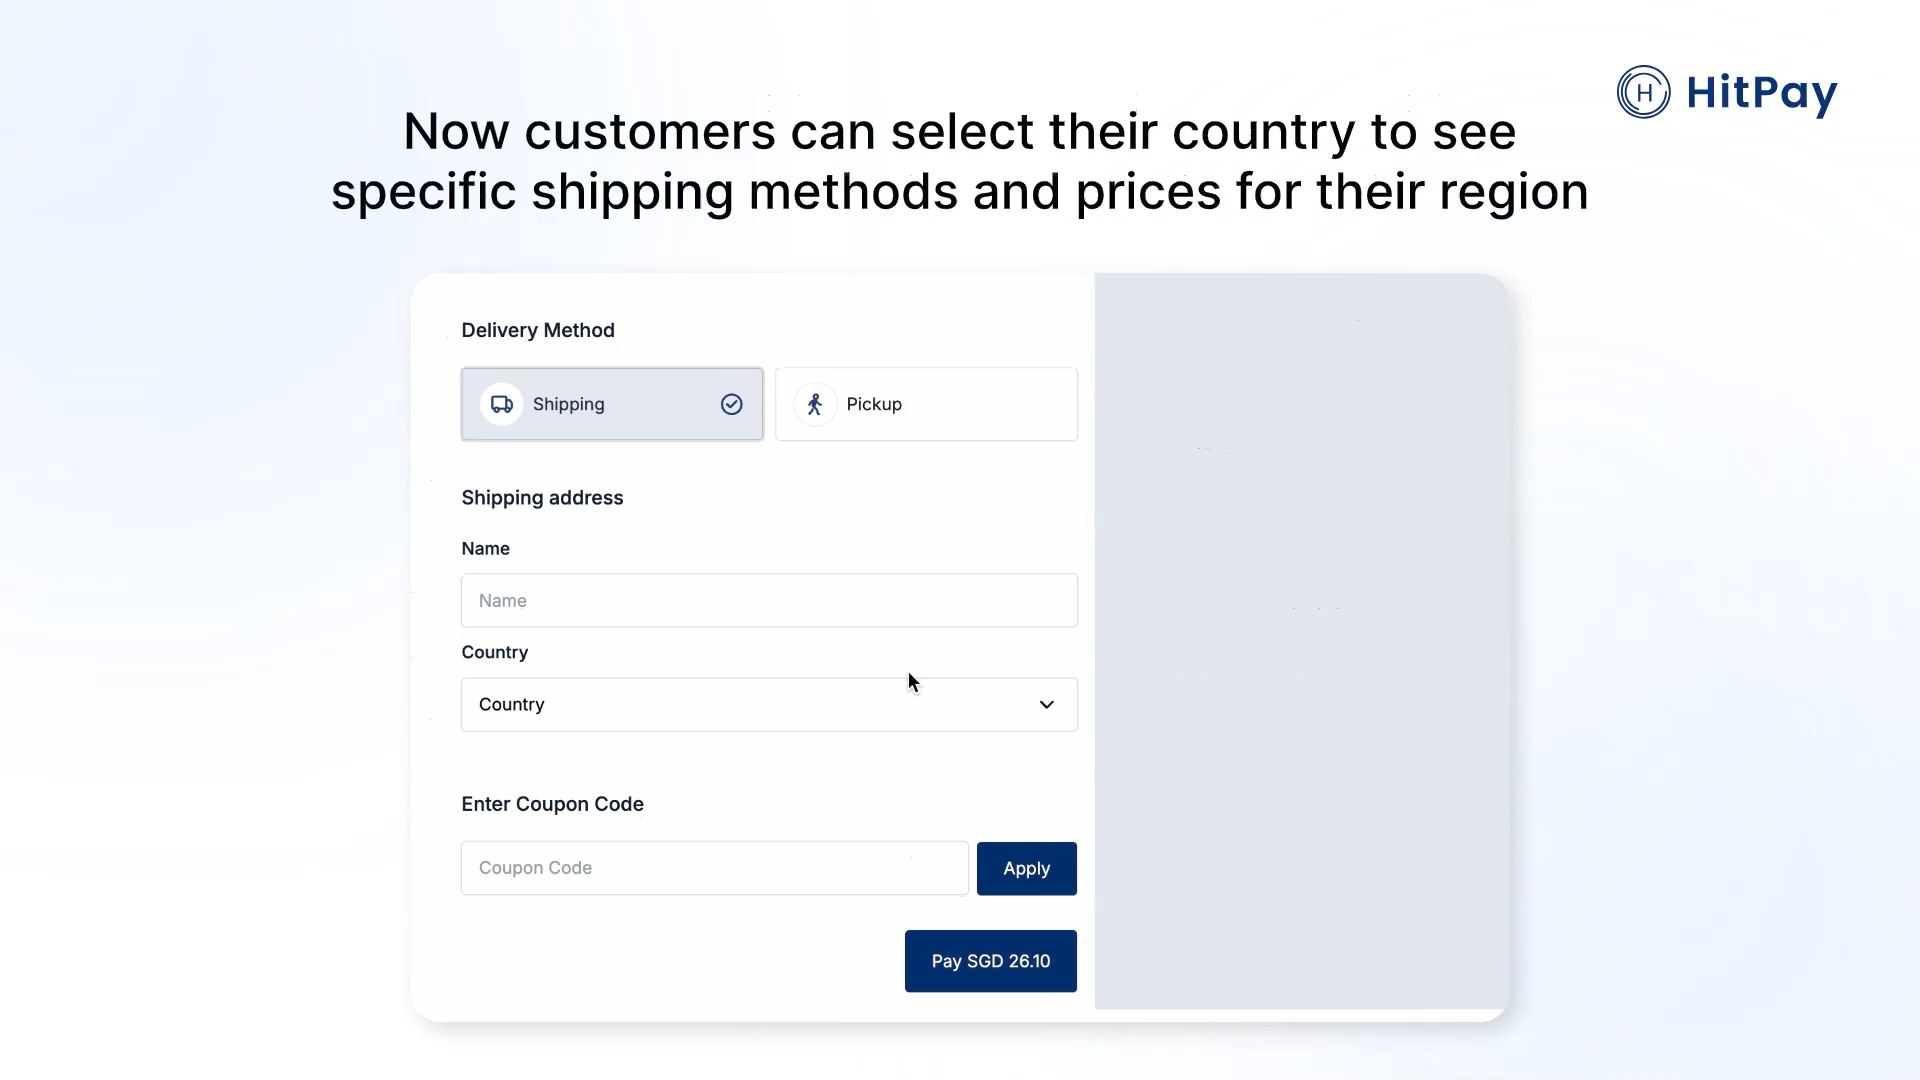 H HitPay
Now customers can select their country to see
specific shipping methods and prices for their region
Delivery Method
Shipping
Pickup
Shipping address
Name
Name
Country
Country
Enter Coupon Code
Coupon Code
Apply
Pay SGD 26.10